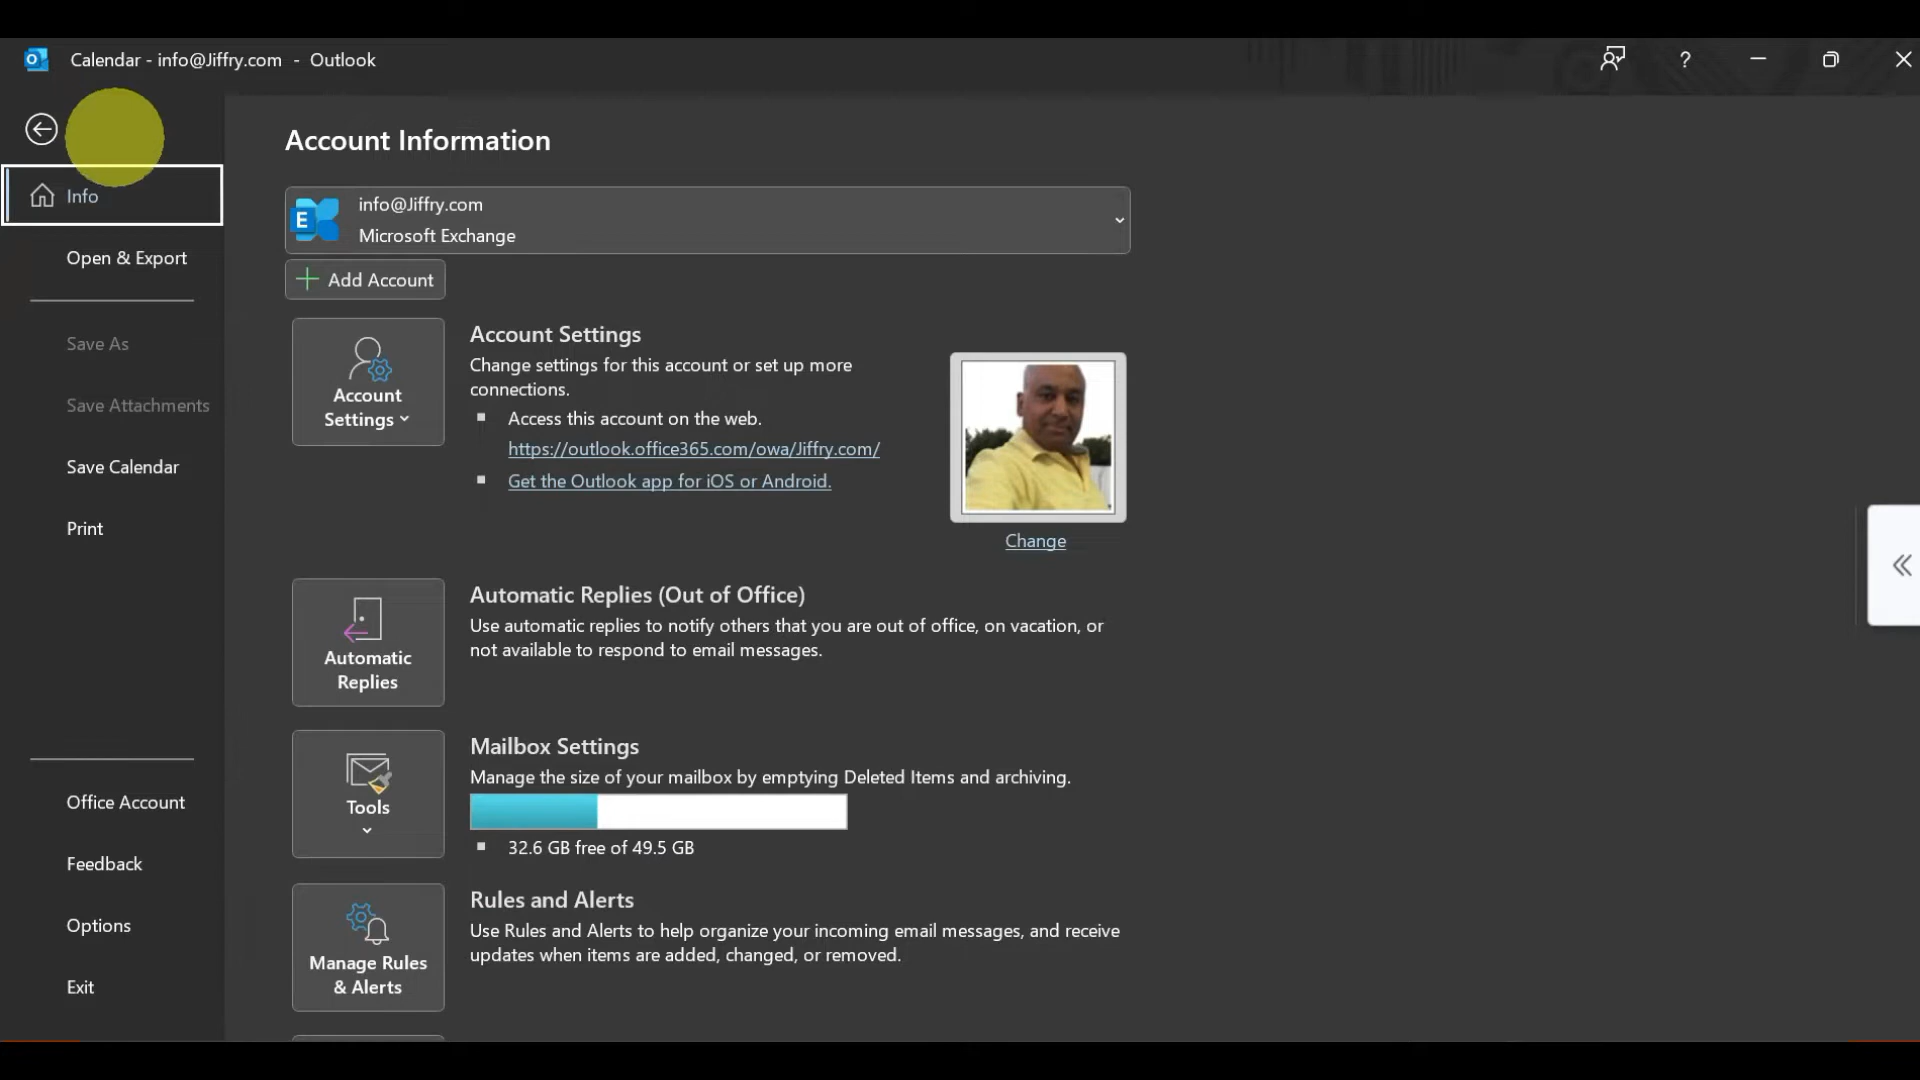 Calendar - info@Jiffry.com - Outlook
?
Account Information
Info
info@Jiffry.com
Microsoft Exchange
Open & Export
Add Account
Account Settings
Save As
Change settings for this account or set up more
connections.
Account
Settings
Save Attachments
Access this account on the web.
https://outlook.office365.com/owa/Jiffry.com/
Save Calendar
Get the Outlook app for iOS or Android.
Print
Change
Automatic Replies (Out of Office)
Use automatic replies to notify others that you are out of office, on vacation, or
not available to respond to email messages.
Automatic
Replies
Mailbox Settings
Manage the size of your mailbox by emptying Deleted Items and archiving.
Tools
32.6 GB free of 49.5 GB
Office Account
Feedback
Rules and Alerts
Use Rules and Alerts to help organize your incoming email messages, and receive
updates when items are added, changed, or removed.
Manage Rules
& Alerts
Options
Exit